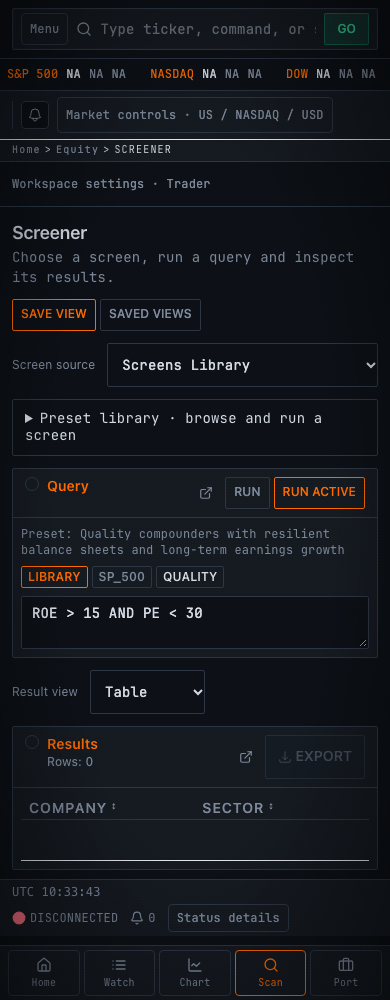 Menu Type ticker, command, or s GO
S&P 500 NA NA NA NASDAQ NA NA NA DOW NA NA NA
Market controls · US / NASDAQ / USD
Home > Equity > SCREENER
Workspace settings · Trader
Screener
Choose a screen, run a query and inspect
its results.
SAVE VIEW SAVED VIEWS
Screen source Screens Library
▶ Preset library · browse and run a
screen
Query RUN RUN ACTIVE
Preset: Quality compounders with resilient
balance sheets and long-term earnings growth
LIBRARY SP_500 QUALITY
ROE > 15 AND PE < 30
Result view Table
Results
Rows: 0
EXPORT
COMPANY SECTOR
UTC 10:33:43
DISCONNECTED 0 Status details
Home Watch Chart Scan Port